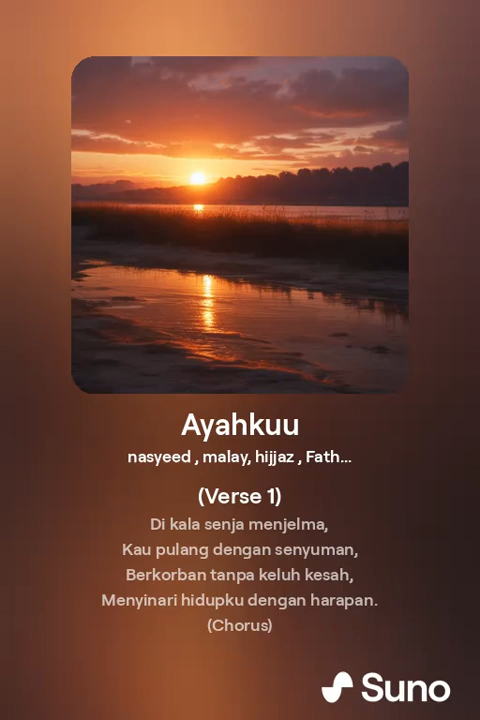 Ayahkuu
nasyeed , malay, hijjaz , Fath...
(Verse 1)
Di kala senja menjelma,
Kau pulang dengan senyuman,
Berkorban tanpa keluh kesah,
Menyinari hidupku dengan harapan.
(Chorus)
Suno